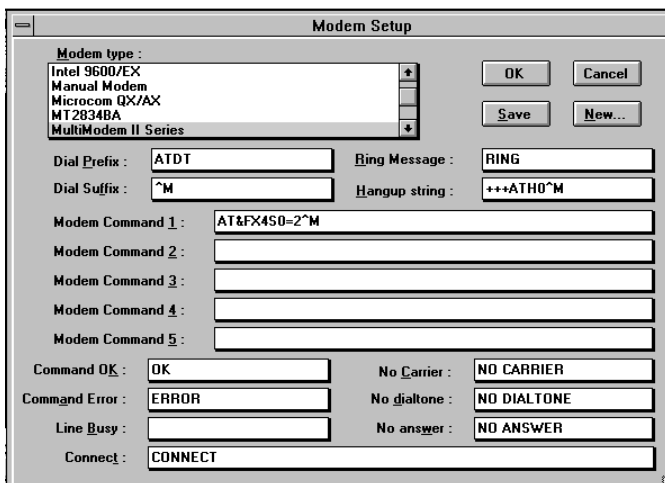 Modem Setup
Modem type :
Intel 9600/EX
Manual Modem
Microcom QX/AX
MT2834BA
MultiModem II Series
OK Cancel
Save New...
Dial Prefix : ATDT Ring Message : RING
Dial Suffix : ^M Hangup string : +++ATH0^M
Modem Command 1 : AT&FX4S0=2^M
Modem Command 2 :
Modem Command 3 :
Modem Command 4 :
Modem Command 5 :
Command OK : OK No Carrier : NO CARRIER
Command Error : ERROR No dialtone : NO DIALTONE
Line Busy : No answer : NO ANSWER
Connect : CONNECT